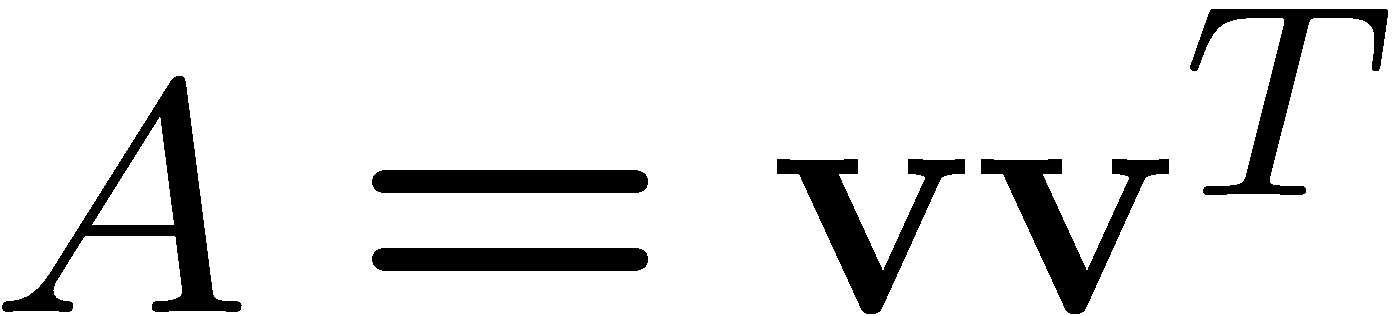 A = vv^T